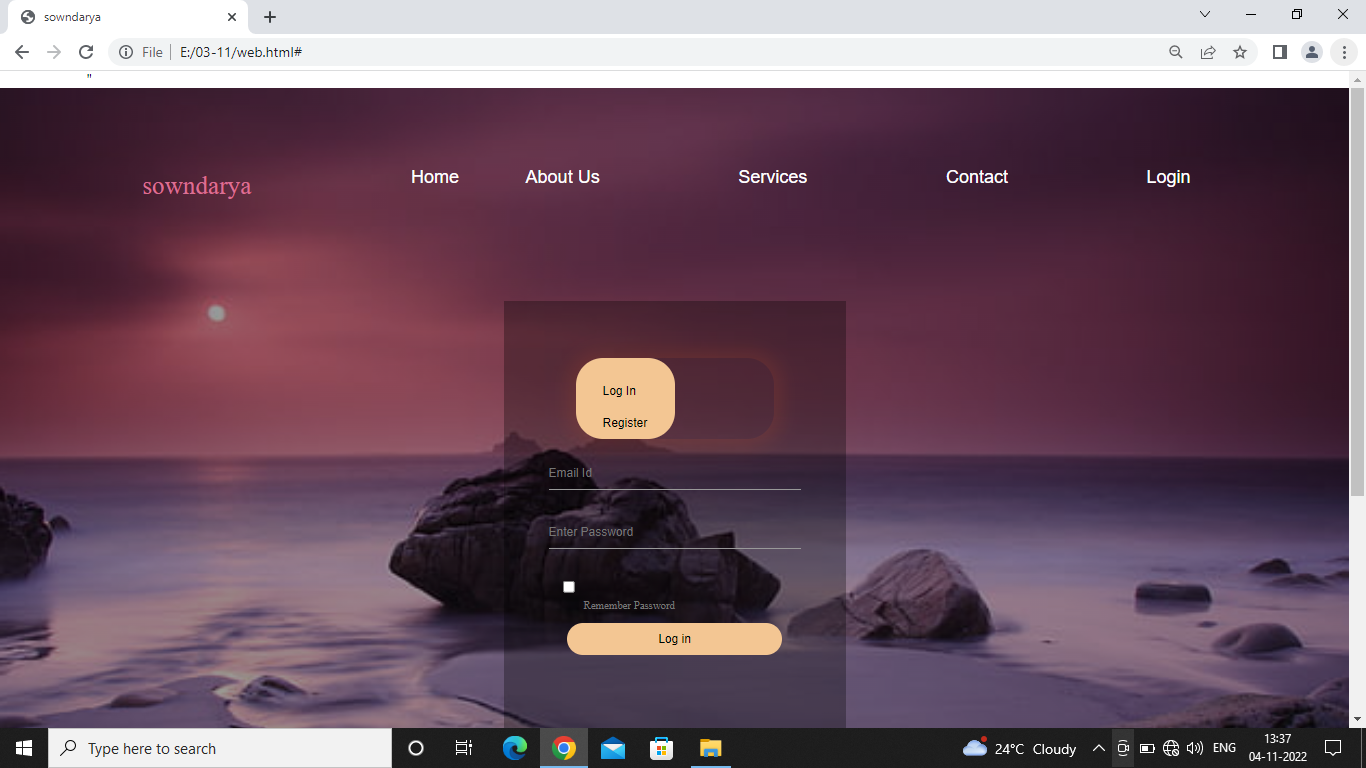 sowndarya
File E:/03-11/web.html#
"
sowndarya Home About Us Services Contact Login
Log In
Register
Email Id
Enter Password
Remember Password
Log in
Type here to search
24°C Cloudy
ENG
13:37
04-11-2022